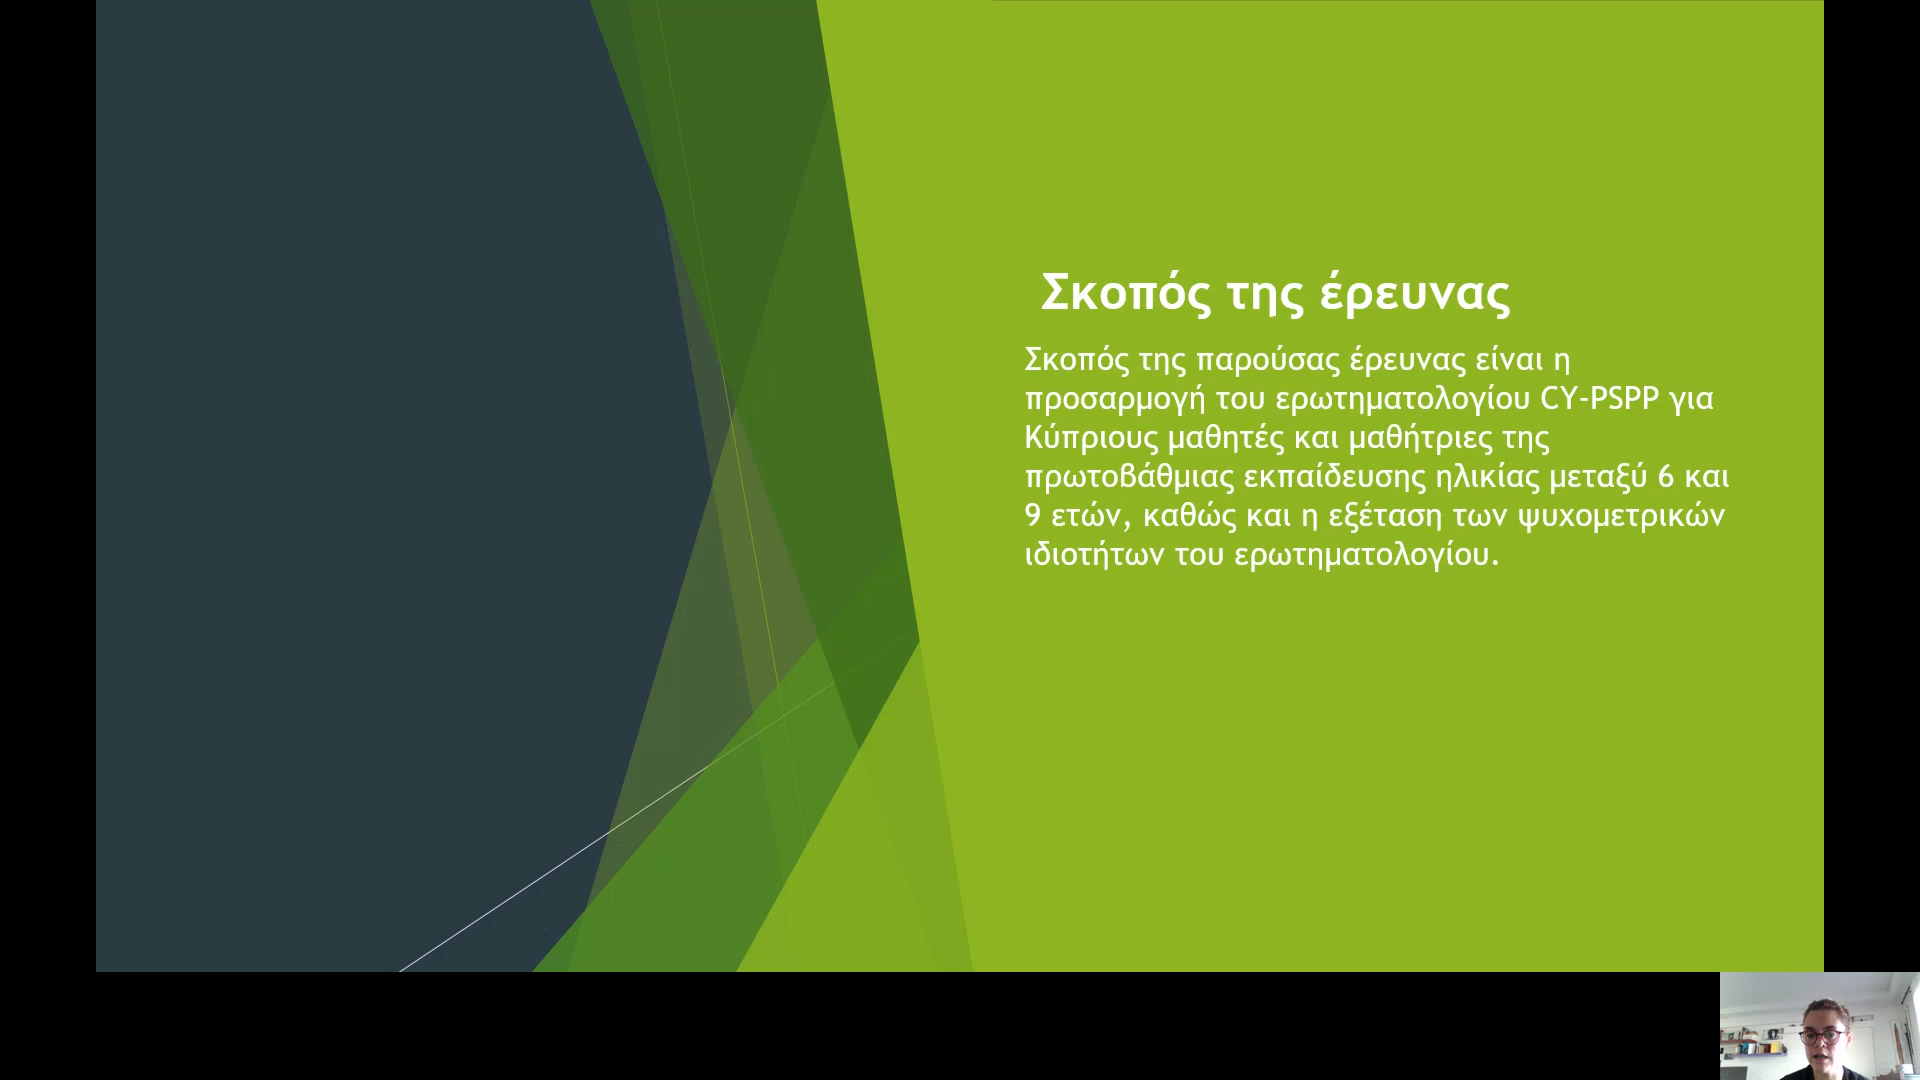 Σκοπός της έρευνας
Σκοπός της παρούσας έρευνας είναι η
προσαρμογή του ερωτηματολογίου CY-PSPP για
Κύπριους μαθητές και μαθήτριες της
πρωτοβάθμιας εκπαίδευσης ηλικίας μεταξύ 6 και
9 ετών, καθώς και η εξέταση των ψυχομετρικών
ιδιοτήτων του ερωτηματολογίου.